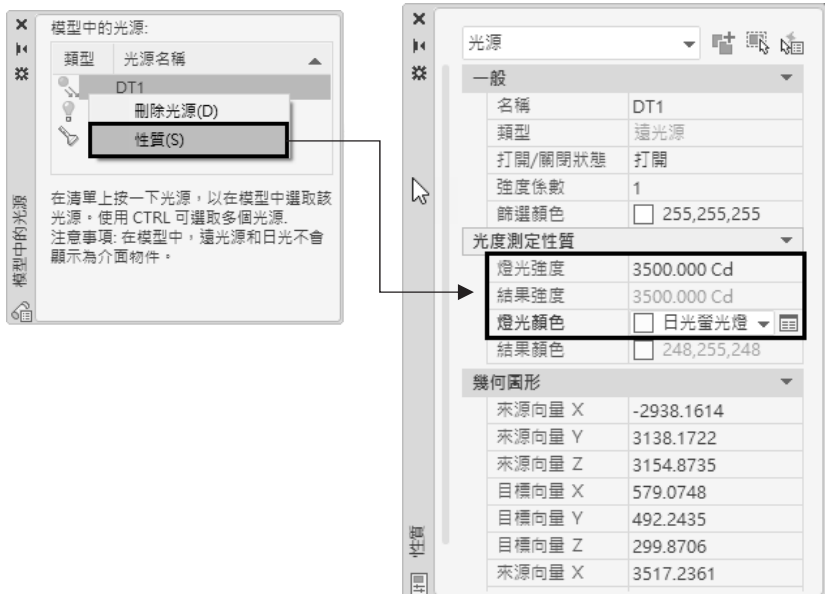 模型中的光源:
類型 光源名稱
DT1
刪除光源(D)
性質(S)
在清單上按一下光源，以在模型中選取該
光源。使用 CTRL 可選取多個光源.
注意事項: 在模型中，遠光源和日光不會
顯示為介面物件。
模型中的光源
光源
一般
名稱 DT1
類型 遠光源
打開/關閉狀態 打開
強度係數 1
篩選顏色 255,255,255
光度測定性質
燈光強度 3500.000 Cd
結果強度 3500.000 Cd
燈光顏色 日光螢光燈
結果顏色 248,255,248
幾何圖形
來源向量 X -2938.1614
來源向量 Y 3138.1722
來源向量 Z 3154.8735
目標向量 X 579.0748
目標向量 Y 492.2435
目標向量 Z 299.8706
來源向量 X 3517.2361
性質